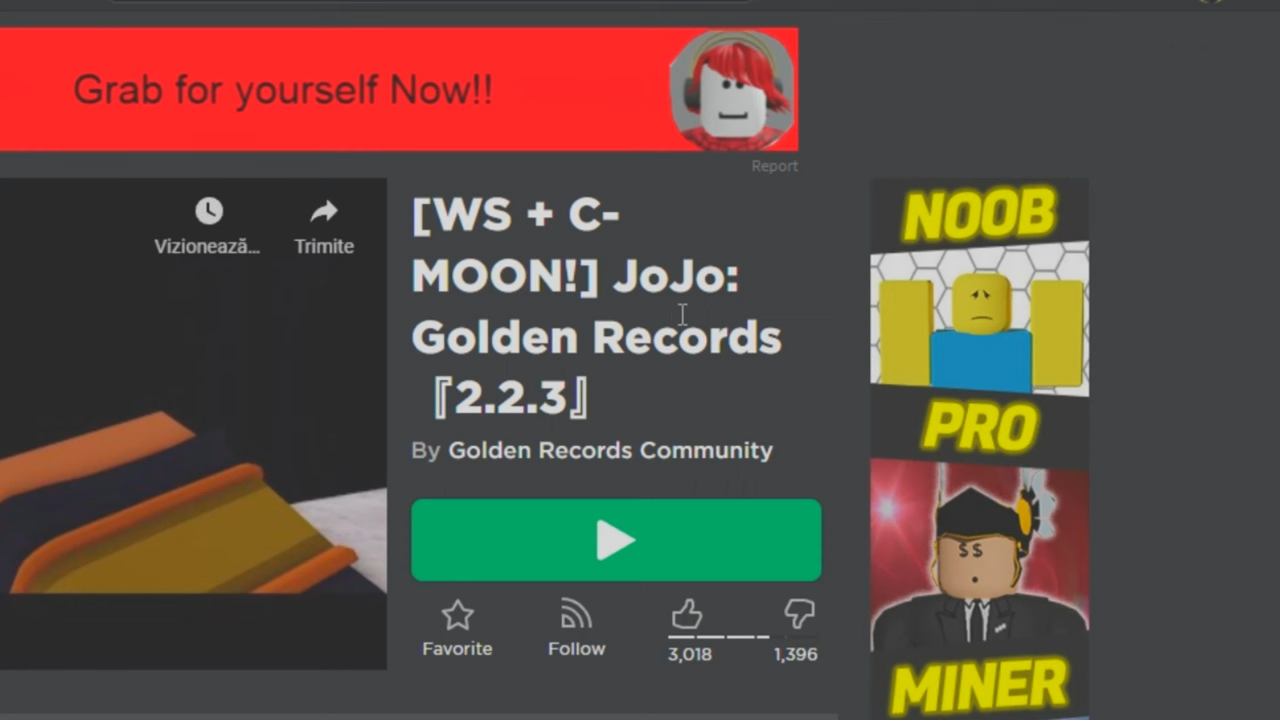 Grab for yourself Now!!
Report
Vizionează...
Trimite
[WS + C-
MOON!] JoJo:
Golden Records
『2.2.3』
By Golden Records Community
Favorite
Follow
3,018
1,396
NOOB
PRO
$$
MINER